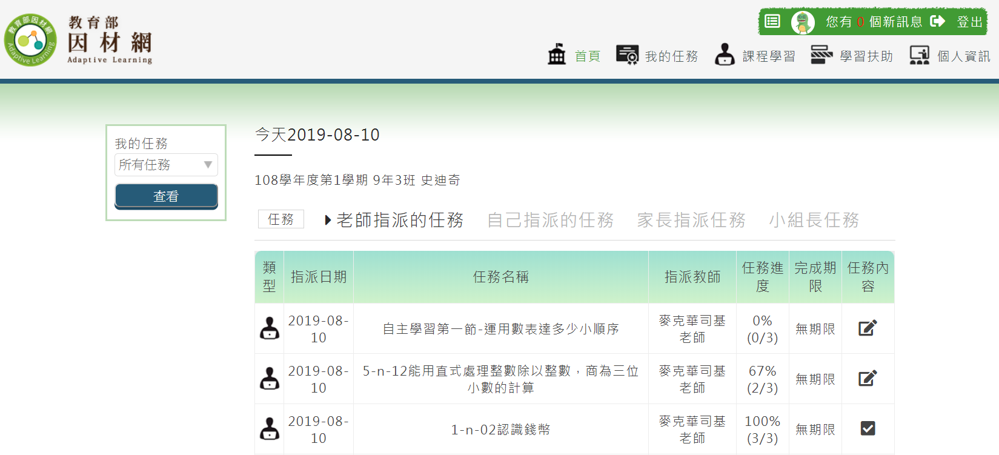 教育部因材網
Adaptive Learning
教育部
因材網
Adaptive Learning
您有 0 個新訊息 登出
首頁 我的任務 課程學習 學習扶助 個人資訊
我的任務
所有任務
查看
今天2019-08-10
108學年度第1學期 9年3班 史迪奇
任務 老師指派的任務 自己指派的任務 家長指派任務 小組長任務
類型 指派日期 任務名稱 指派教師 任務進度 完成期限 任務內容
2019-08-10 自主學習第一節-運用數表達多少小順序 麥克華司基老師 0% (0/3) 無期限
2019-08-10 5-n-12能用直式處理整數除以整數，商為三位小數的計算 麥克華司基老師 67% (2/3) 無期限
2019-08-10 1-n-02認識錢幣 麥克華司基老師 100% (3/3) 無期限